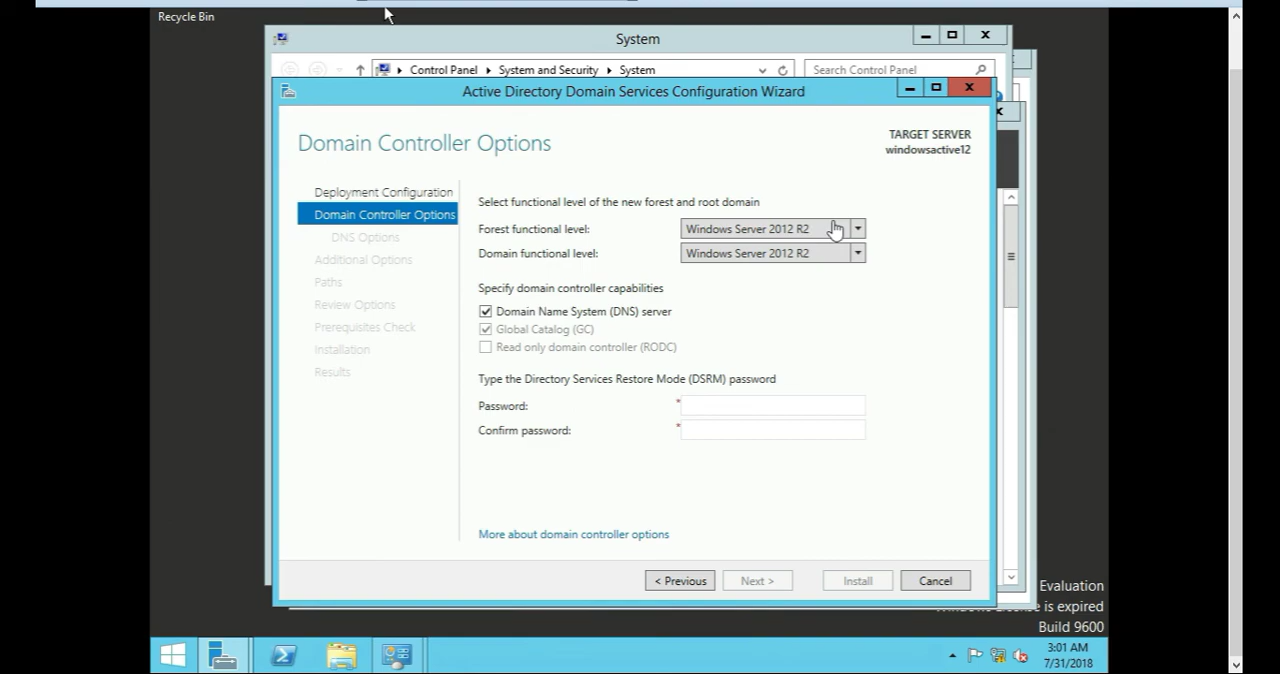 Recycle Bin
System
Control Panel
System and Security
System
Search Control Panel
Active Directory Domain Services Configuration Wizard
Domain Controller Options
TARGET SERVER
windowsactive12
Deployment Configuration
Domain Controller Options
DNS Options
Additional Options
Paths
Review Options
Prerequisites Check
Installation
Results
Select functional level of the new forest and root domain
Forest functional level:
Windows Server 2012 R2
Domain functional level:
Windows Server 2012 R2
Specify domain controller capabilities
Domain Name System (DNS) server
Global Catalog (GC)
Read only domain controller (RODC)
Type the Directory Services Restore Mode (DSRM) password
Password:
*
Confirm password:
*
More about domain controller options
< Previous
Next >
Install
Cancel
Evaluation
is expired
Build 9600
3:01 AM
7/31/2018